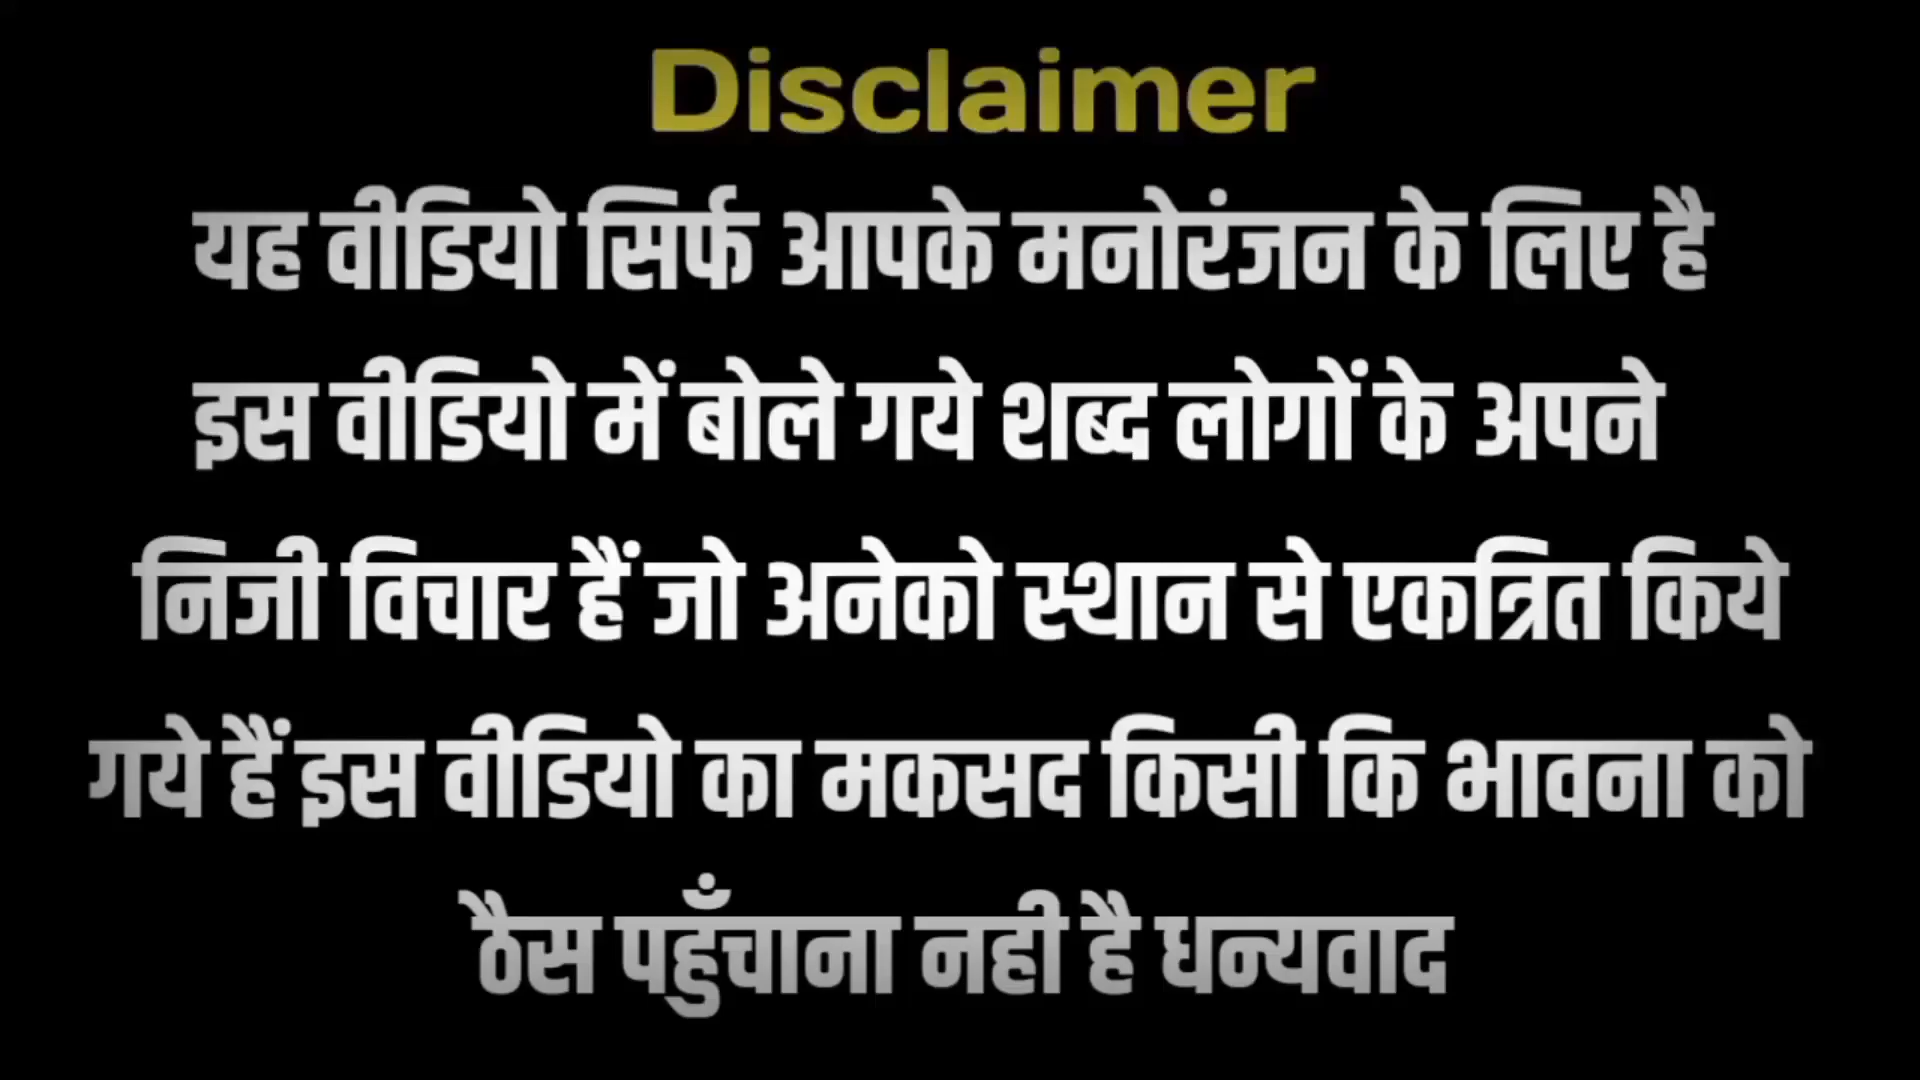 Disclaimer
यह वीडियो सिर्फ आपके मनोरंजन के लिए है
इस वीडियो में बोले गये शब्द लोगों के अपने
निजी विचार हैं जो अनेको स्थान से एकत्रित किये
गये हैं इस वीडियो का मकसद किसी कि भावना को
ठैस पहुँचाना नही है धन्यवाद